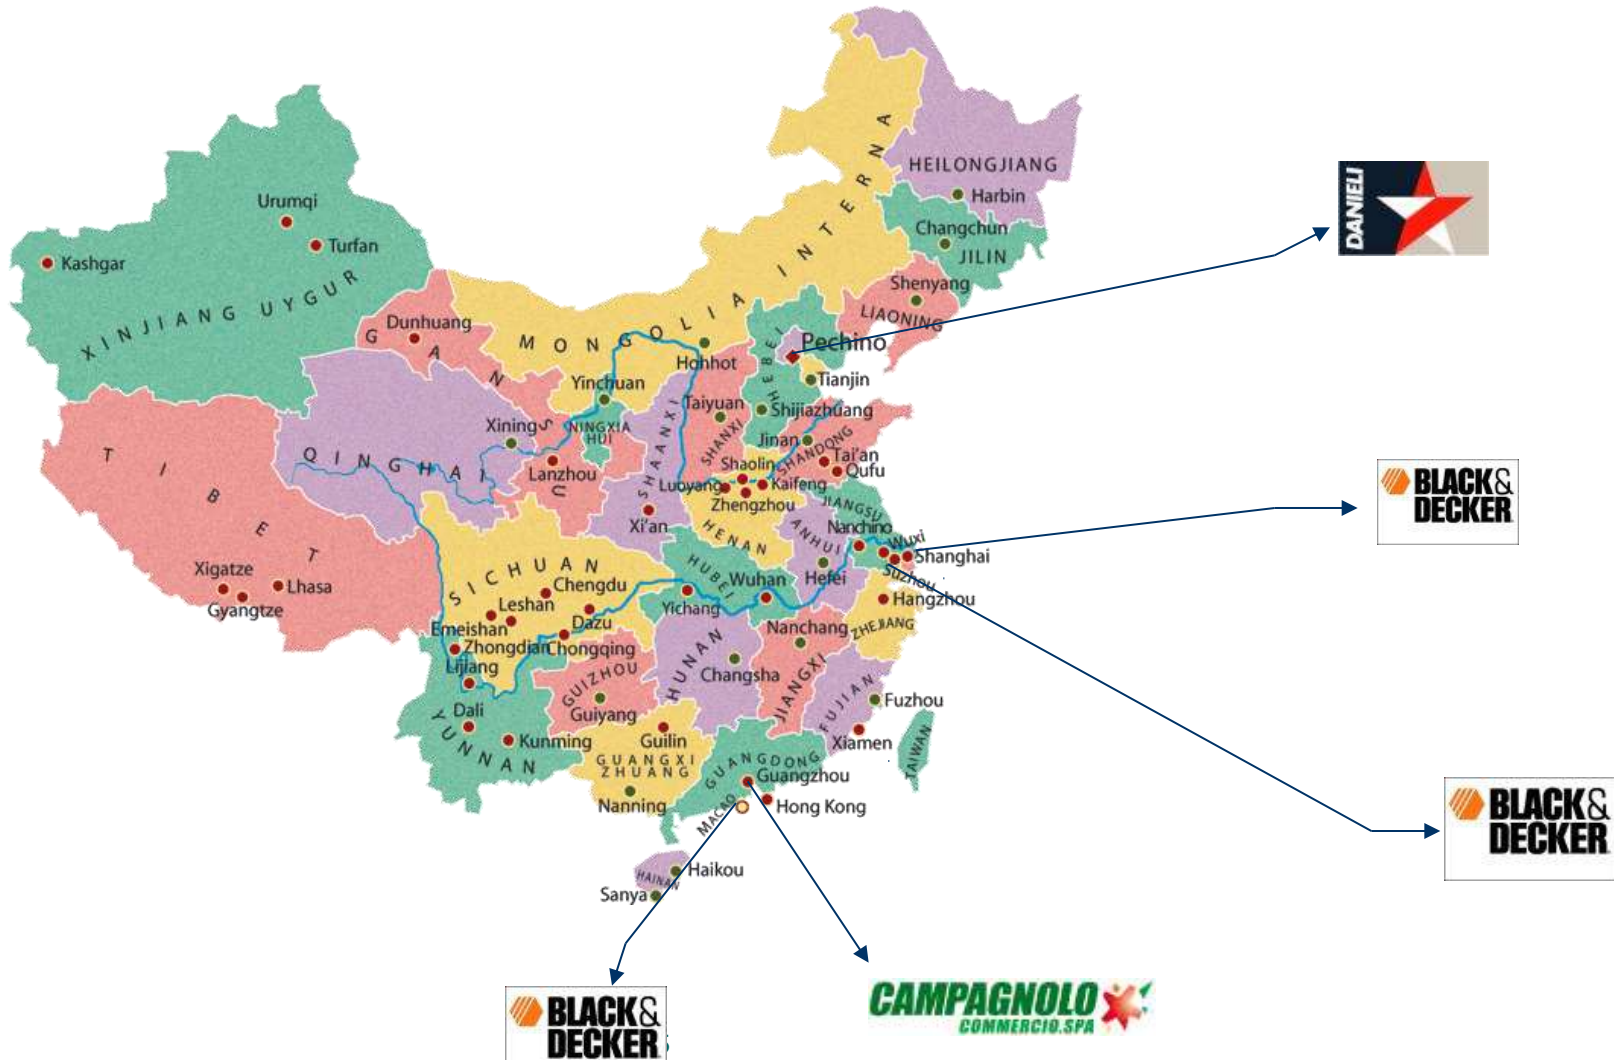 HEILONGJIANG
Harbin
Changchun
JILIN
Shenyang
LIAONING
Urumqi
Turfan
Kashgar
XINJIANG UYGUR
Dunhuang
GANSU
MONGOLIA INTERNA
Hohhot
HEBEI
Pechino
Tianjin
Yinchuan
NINGXIA
HUI
Taiyuan
SHANXI
Shijiazhuang
Xining
Lanzhou
QINGHAI
SHAANXI
Xi'an
Jinan
SHANDONG
Tai'an
Qufu
Shaolin
Luoyang
Kaifeng
Zhengzhou
HENAN
JIANGSU
ANHUI
Nanchino
Wuxi
Shanghai
Suzhou
Hefei
TIBET
Xigatze
Gyangtze
Lhasa
SICHUAN
Chengdu
Leshan
Emeishan
Dazu
Zhongdian
Chongqing
Lijiang
HUBEI
Wuhan
Yichang
Hangzhou
ZHEJIANG
Nanchang
JIANGXI
HUNAN
Changsha
GUIZHOU
Guiyang
FUJIAN
Fuzhou
Xiamen
TAIWAN
Dali
YUNNAN
Kunming
Guilin
GUANGXI
ZHUANG
Nanning
GUANGDONG
Guangzhou
MACAO
Hong Kong
HAINAN
Haikou
Sanya
DANIELI
BLACK&
DECKER
BLACK&
DECKER
BLACK&
DECKER
CAMPAGNOLO
COMMERCIO.SPA